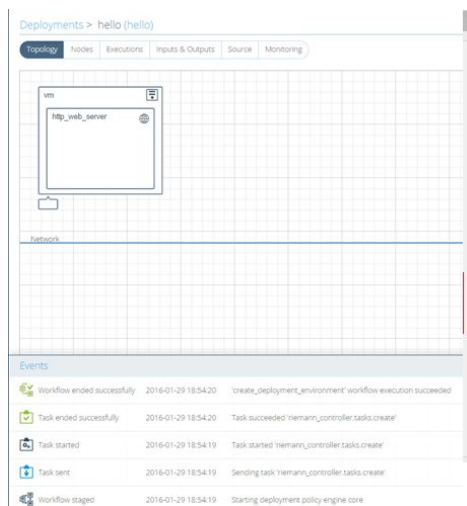 Deployments > hello (hello)
Topology Nodes Executions Inputs & Outputs Source Monitoring
vm
http_web_server
Network
Events
Workflow ended successfully 2016-01-29 18:54:20 'create_deployment_environment' workflow execution succeeded
Task ended successfully 2016-01-29 18:54:20 Task succeeded 'riemann_controller.tasks.create'
Task started 2016-01-29 18:54:19 Task started 'riemann_controller.tasks.create'
Task sent 2016-01-29 18:54:19 Sending task 'riemann_controller.tasks.create'
Workflow staged 2016-01-29 18:54:19 Starting deployment policy engine core